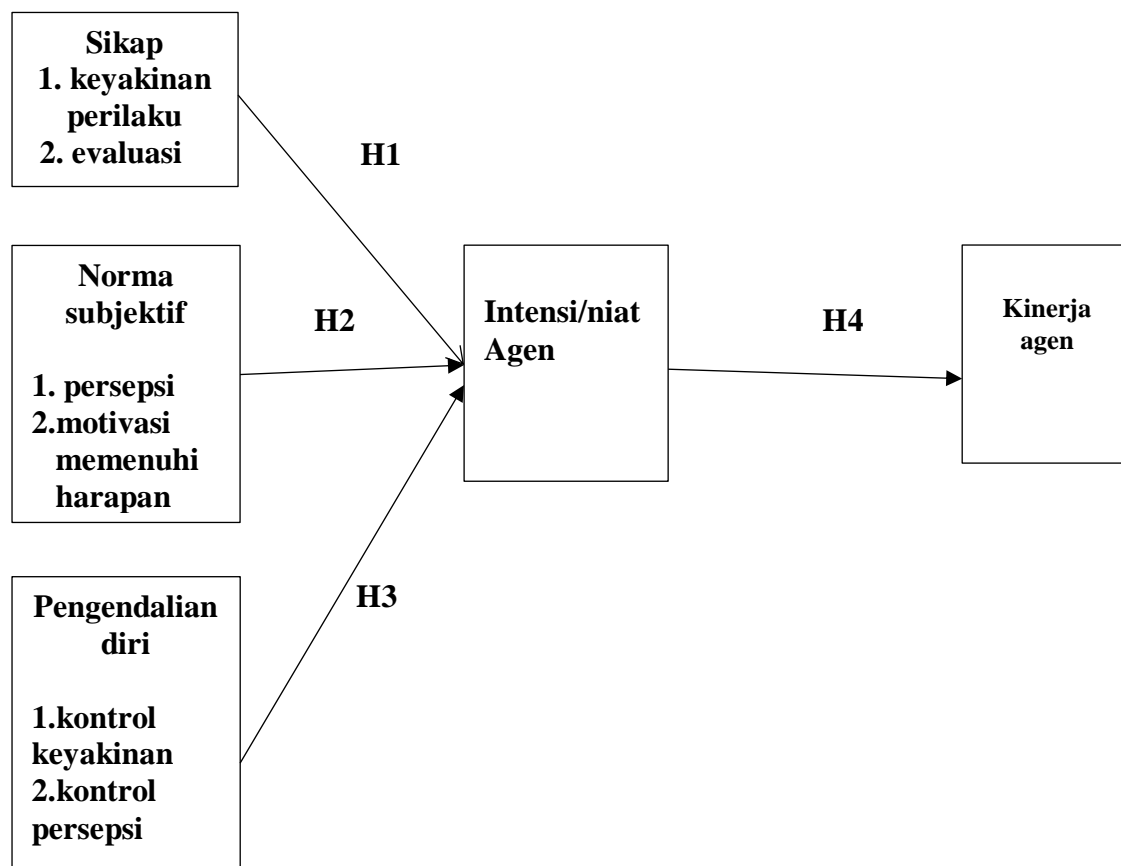 Sikap
1. keyakinan
perilaku
2. evaluasi
H1
Norma
subjektif
1. persepsi
2.motivasi
memenuhi
harapan
H2
Intensi/niat
Agen
H4
Kinerja
agen
Pengendalian
diri
1.kontrol
keyakinan
2.kontrol
persepsi
H3